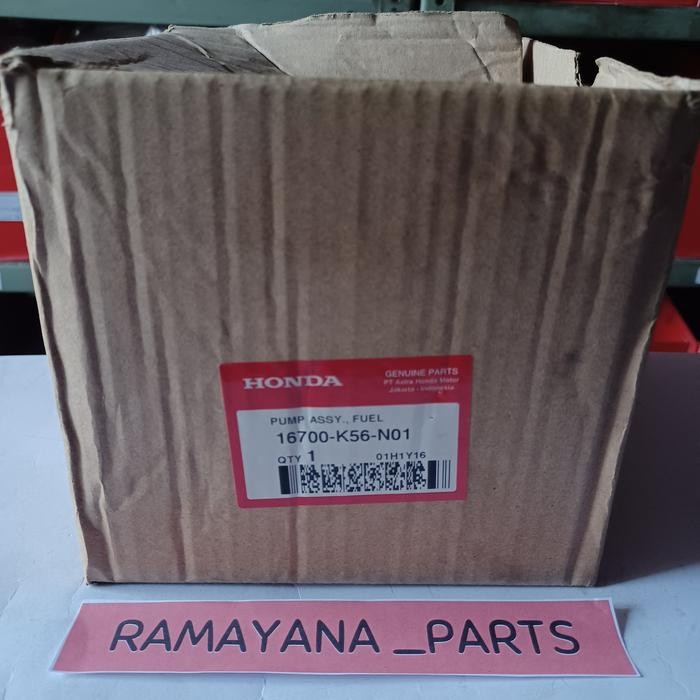 HONDA
GENUINE PARTS
PT Astra Honda Motor
Jakarta - Indonesia
PUMP ASSY., FUEL
16700-K56-N01
QTY 1
01H1Y16
RAMAYANA _PARTS